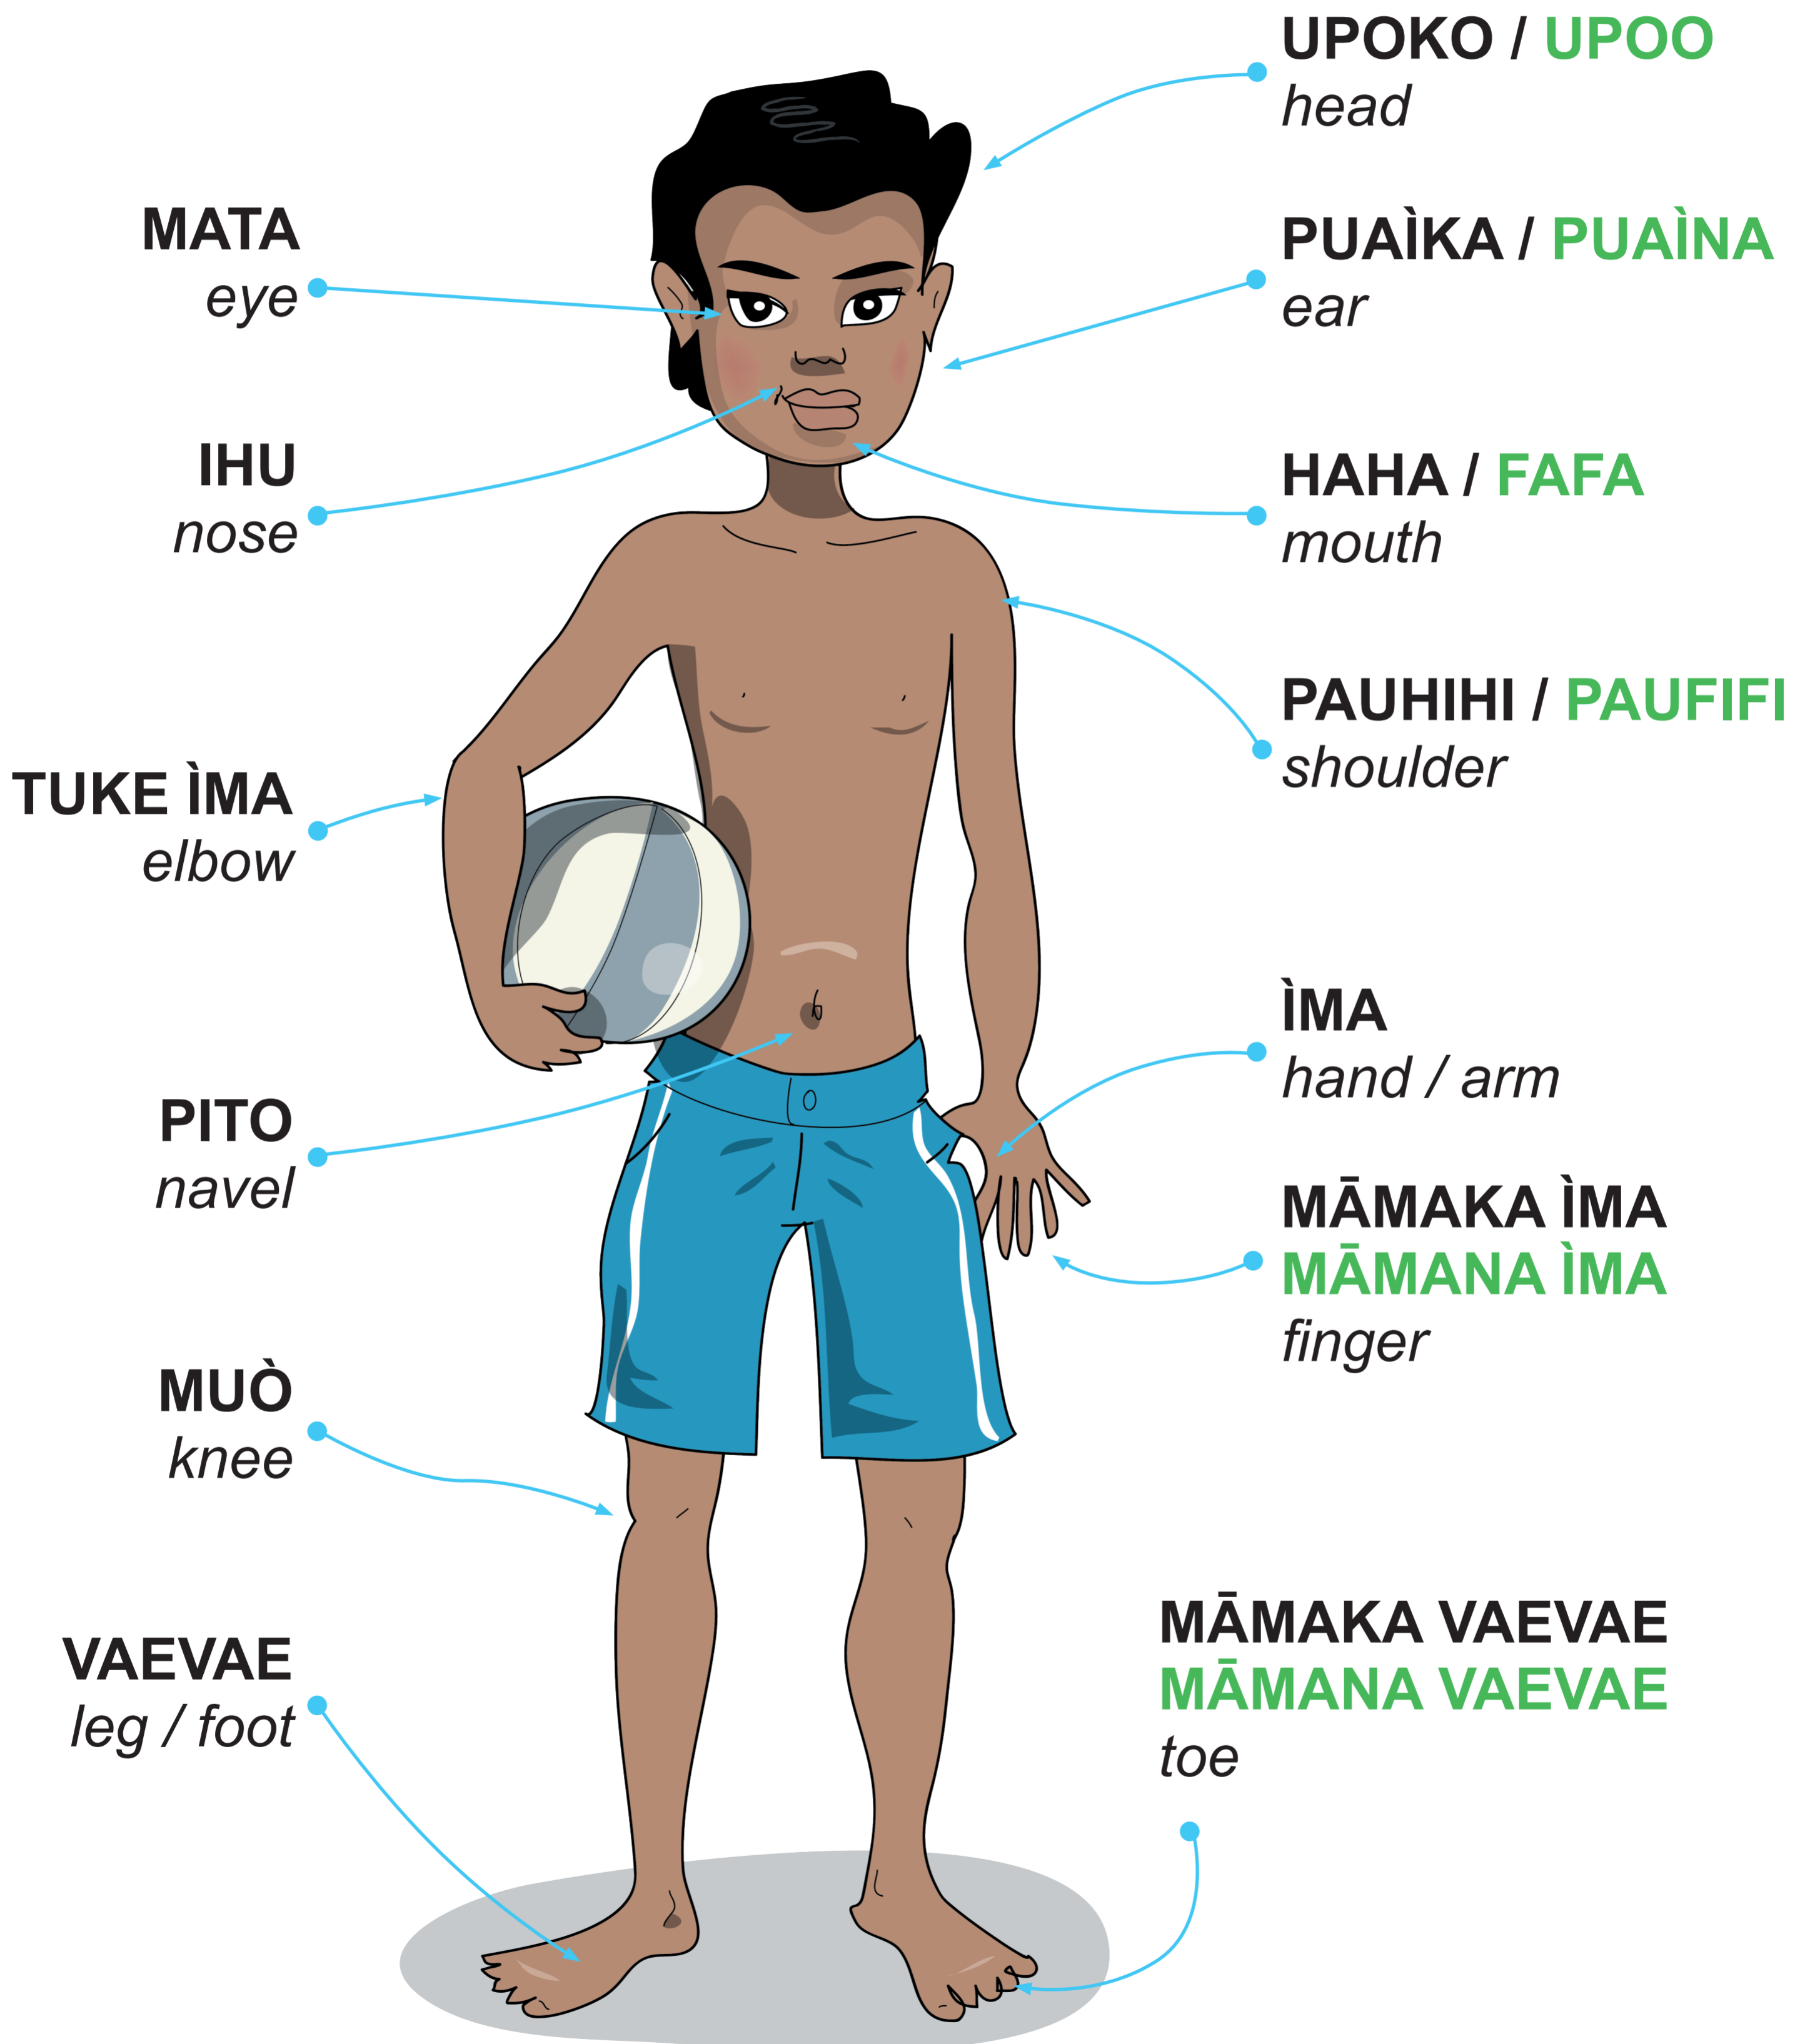 UPOKO / UPOO
head
MATA
eye
PUAÌKA / PUAÌNA
ear
IHU
nose
HAHA / FAFA
mouth
PAUHIHI / PAUFIFI
shoulder
TUKE ÌMA
elbow
ÌMA
hand / arm
PITO
navel
MĀMAKA ÌMA
MĀMANA ÌMA
finger
MUÒ
knee
VAEVAE
leg / foot
MĀMAKA VAEVAE
MĀMANA VAEVAE
toe